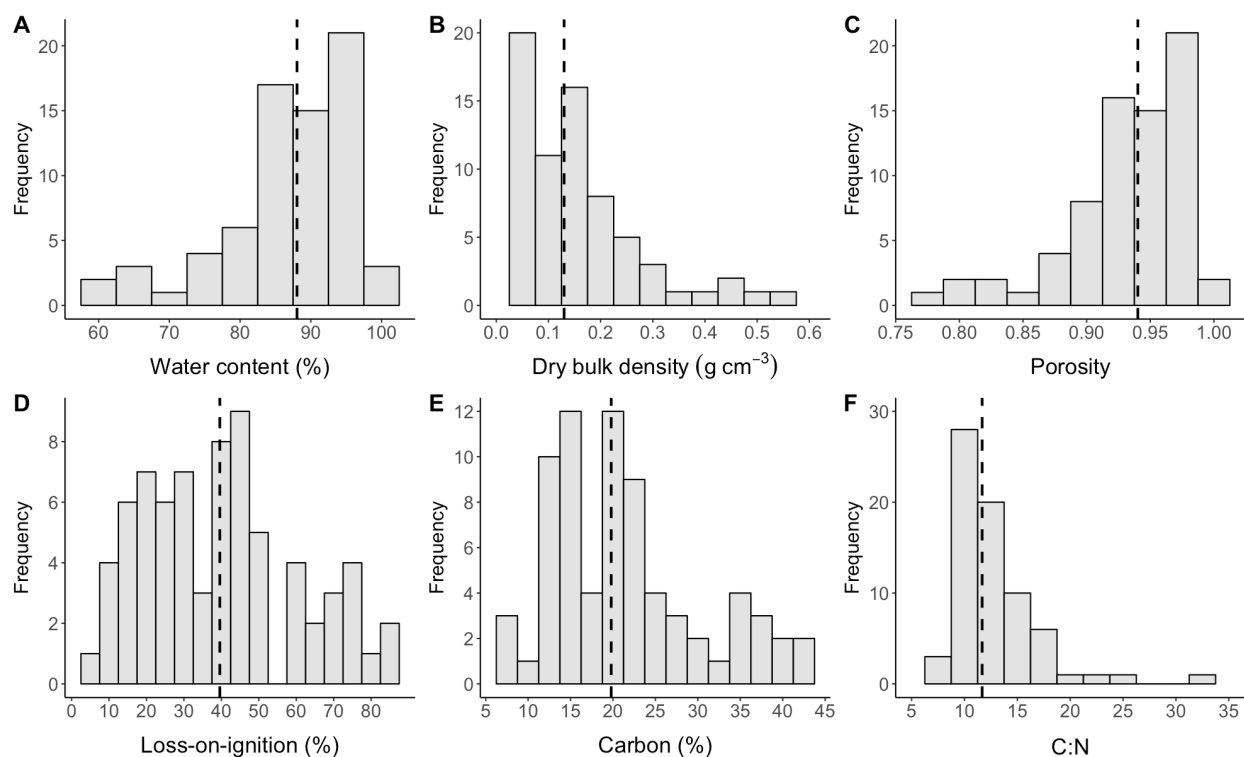 A
B
C
20
15
10
5
0
Frequency
60 70 80 90 100
Water content (%)
20
15
10
5
0
Frequency
0.0 0.1 0.2 0.3 0.4 0.5 0.6
Dry bulk density (g cm⁻³)
20
15
10
5
0
Frequency
0.75 0.80 0.85 0.90 0.95 1.00
Porosity
D
E
F
8
6
4
2
0
Frequency
0 10 20 30 40 50 60 70 80
Loss-on-ignition (%)
12
10
8
6
4
2
0
Frequency
5 10 15 20 25 30 35 40 45
Carbon (%)
30
20
10
0
Frequency
5 10 15 20 25 30 35
C:N